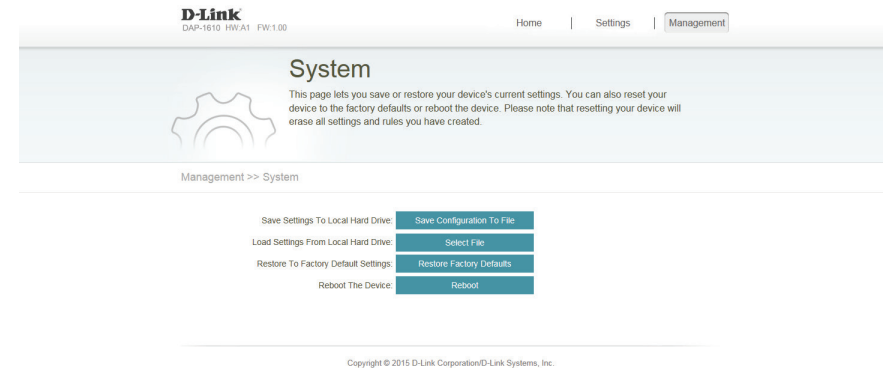 D-Link
DAP-1610 HW:A1 FW:1.00
Home | Settings | Management
System
This page lets you save or restore your device's current settings. You can also reset your
device to the factory defaults or reboot the device. Please note that resetting your device will
erase all settings and rules you have created.
Management >> System
Save Settings To Local Hard Drive: Save Configuration To File
Load Settings From Local Hard Drive: Select File
Restore To Factory Default Settings: Restore Factory Defaults
Reboot The Device: Reboot
Copyright © 2015 D-Link Corporation/D-Link Systems, Inc.